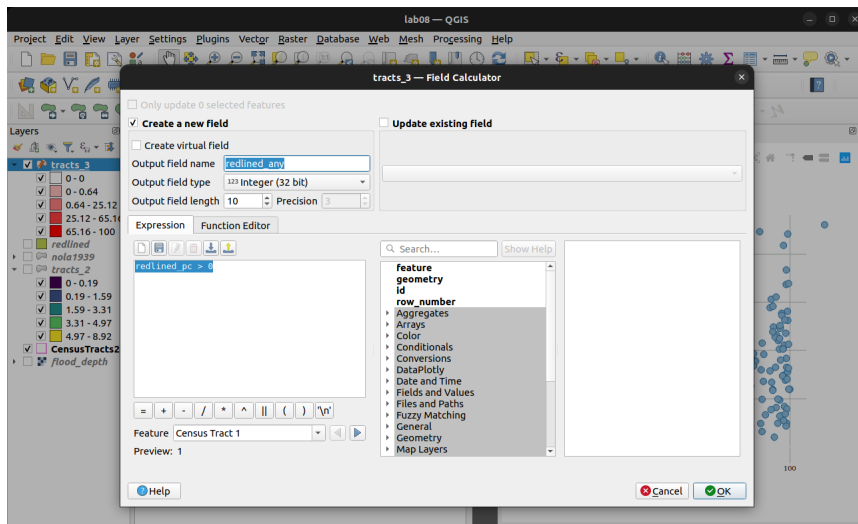 lab08 — QGIS
Project Edit View Layer Settings Plugins Vector Raster Database Web Mesh Processing Help
tracts_3 — Field Calculator
Only update 0 selected features
Create a new field
Update existing field
Create virtual field
Output field name redlined_any
Output field type 123 Integer (32 bit)
Output field length 10 Precision 3
Expression Function Editor
redlined_pc > 0
= + - / * ^ || ( ) '\n'
Feature Census Tract 1
Preview: 1
Search... Show Help
feature
geometry
id
row_number
Aggregates
Arrays
Color
Conditionals
Conversions
DataPlotly
Date and Time
Fields and Values
Files and Paths
Fuzzy Matching
General
Geometry
Map Layers
Help
Cancel
OK
Layers
tracts_3
0 - 0
0 - 0.64
0.64 - 25.12
25.12 - 65.16
65.16 - 100
redlined
nola1939
tracts_2
0 - 0.19
0.19 - 1.59
1.59 - 3.31
3.31 - 4.97
4.97 - 8.92
CensusTracts2
flood_depth
100